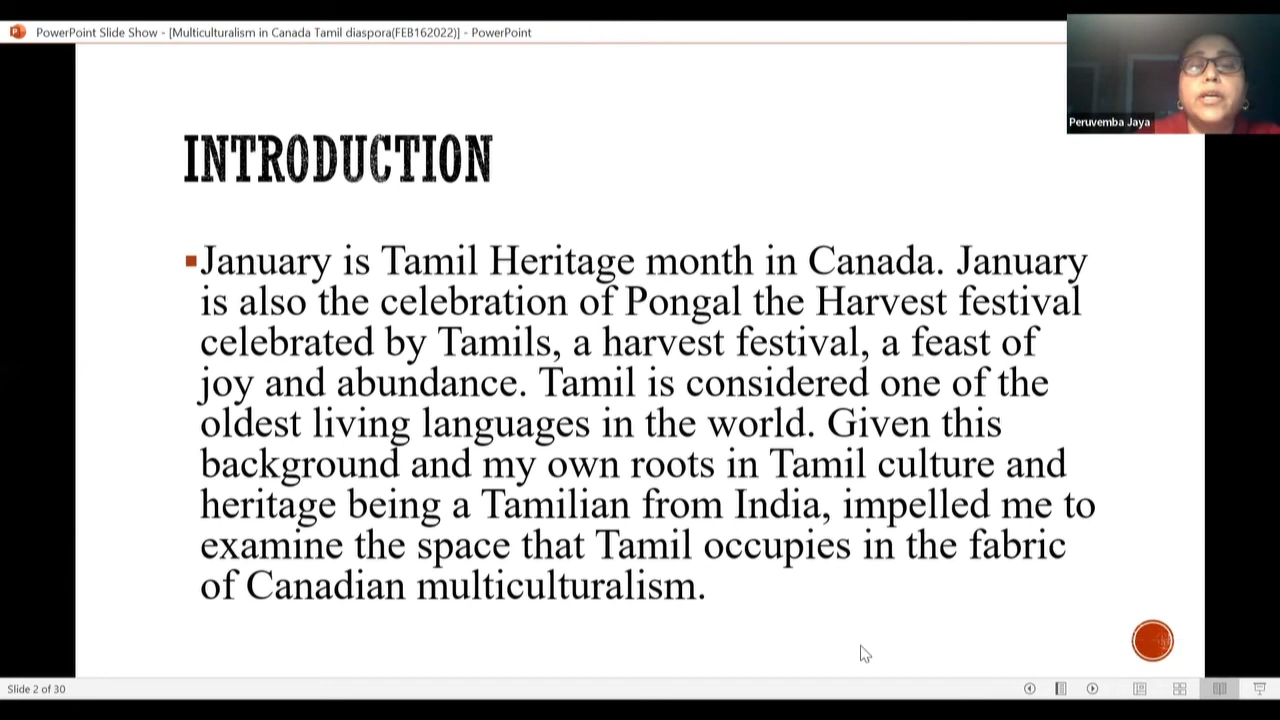 PowerPoint Slide Show - [Multiculturalism in Canada Tamil diaspora(FEB162022)] - PowerPoint
Peruvemba Jaya
INTRODUCTION
January is Tamil Heritage month in Canada. January
is also the celebration of Pongal the Harvest festival
celebrated by Tamils, a harvest festival, a feast of
joy and abundance. Tamil is considered one of the
oldest living languages in the world. Given this
background and my own roots in Tamil culture and
heritage being a Tamilian from India, impelled me to
examine the space that Tamil occupies in the fabric
of Canadian multiculturalism.
Slide 2 of 30